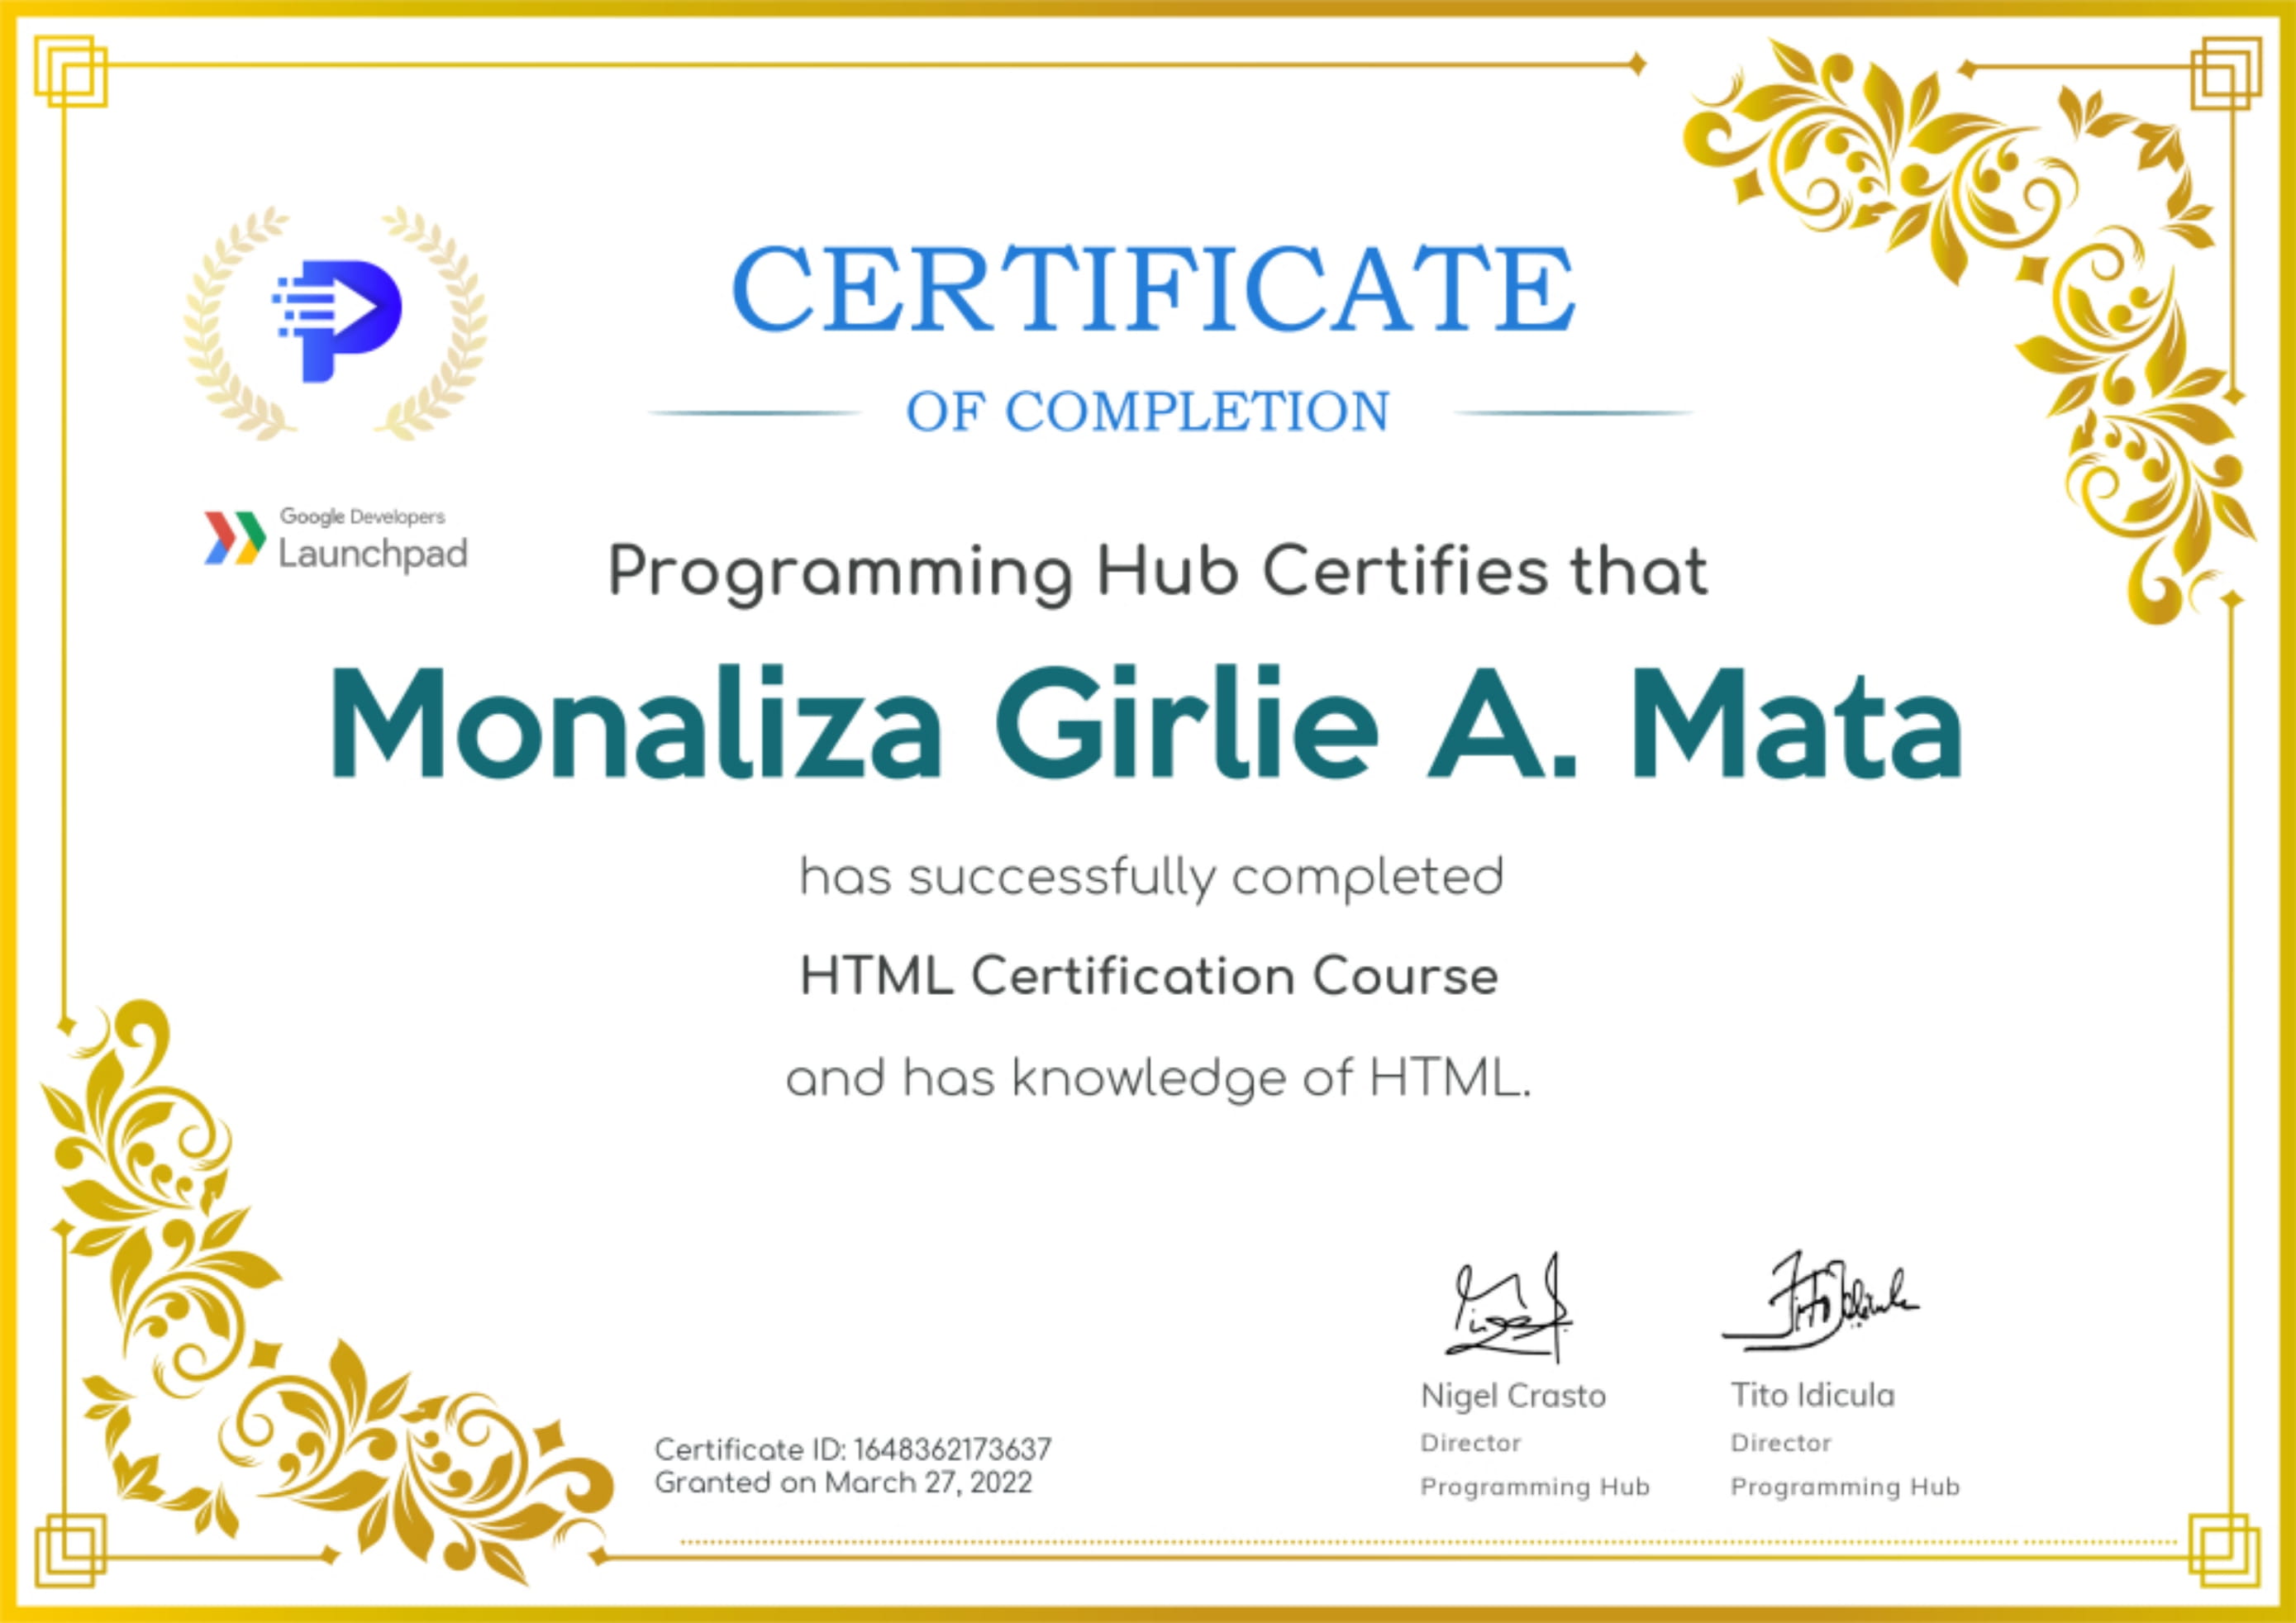 CERTIFICATE
OF COMPLETION
Google Developers
Launchpad
Programming Hub Certifies that
Monaliza Girlie A. Mata
has successfully completed
HTML Certification Course
and has knowledge of HTML.
Nigel Crasto
Director
Programming Hub
Tito Idicula
Director
Programming Hub
Certificate ID: 1648362173637
Granted on March 27, 2022